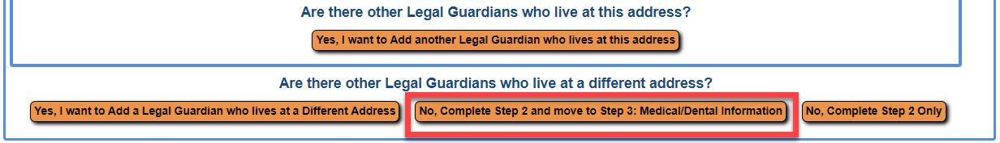 Are there other Legal Guardians who live at this address?
Yes, I want to Add another Legal Guardian who lives at this address
Are there other Legal Guardians who live at a different address?
Yes, I want to Add a Legal Guardian who lives at a Different Address
No, Complete Step 2 and move to Step 3: Medical/Dental Information
No, Complete Step 2 Only